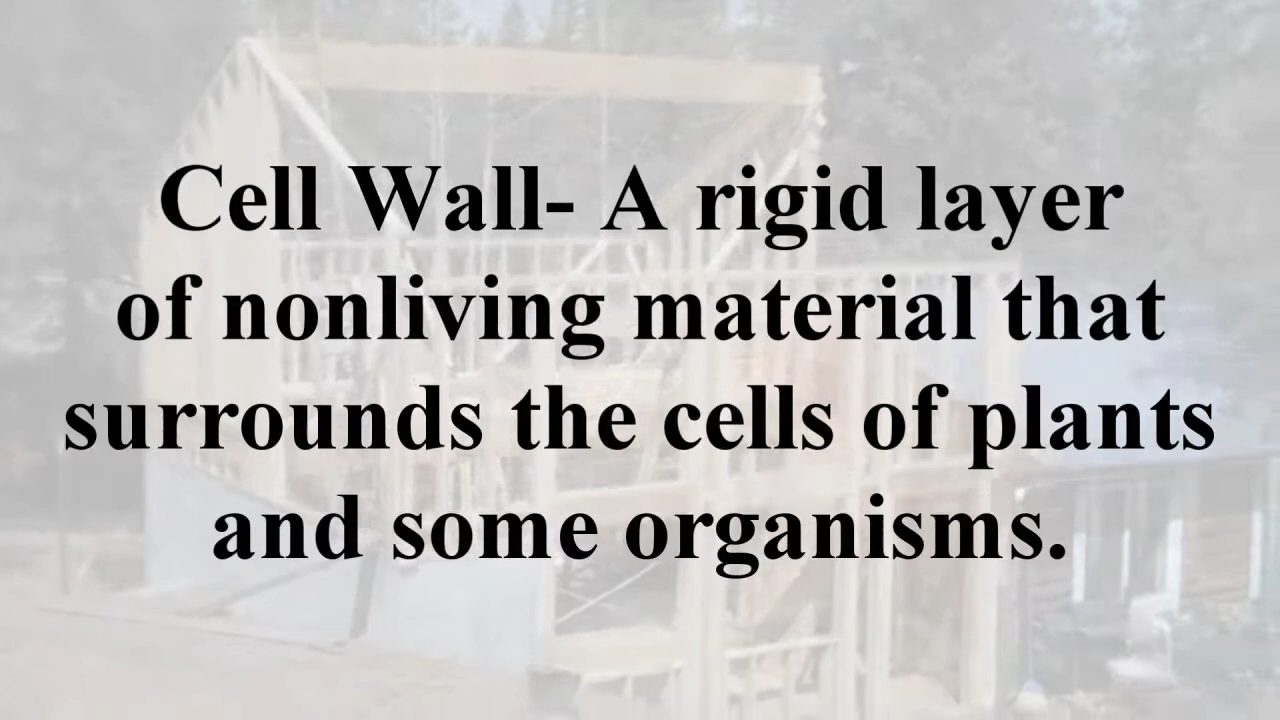 Cell Wall- A rigid layer
of nonliving material that
surrounds the cells of plants
and some organisms.